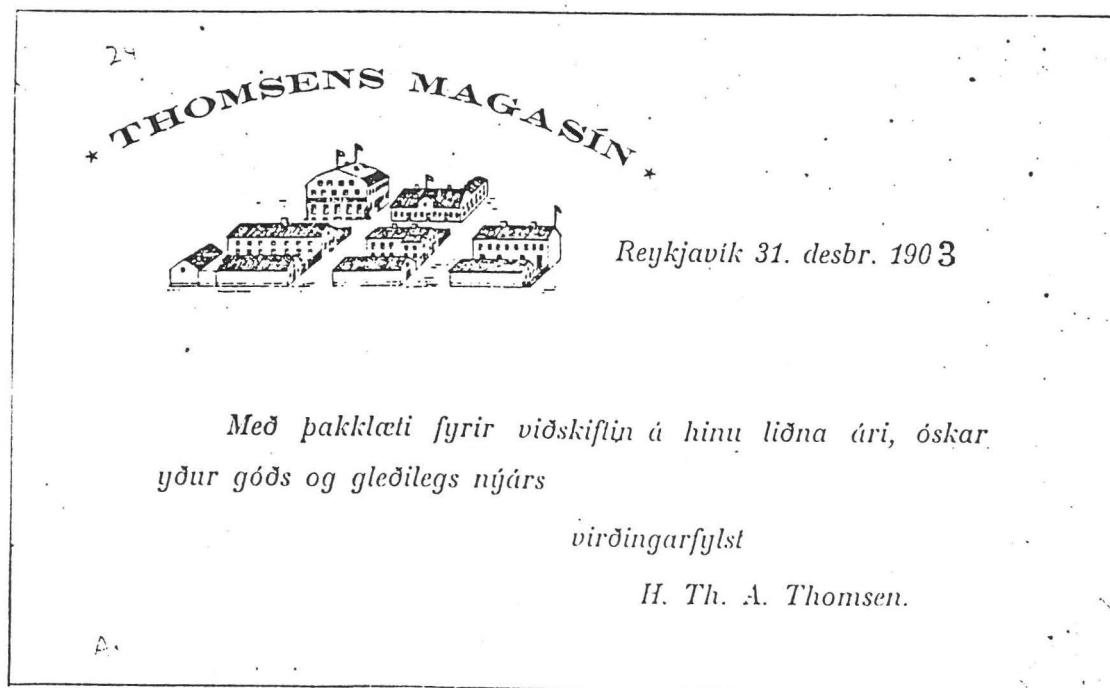 24
* THOMSENS MAGASÍN *
Reykjavík 31. desbr. 1903
Með þakklæti fyrir viðskiftin á hinu liðna ári, óskar
yður góðs og gleðilegs nýárs
virðingarfylst
H. Th. A. Thomsen.
A.